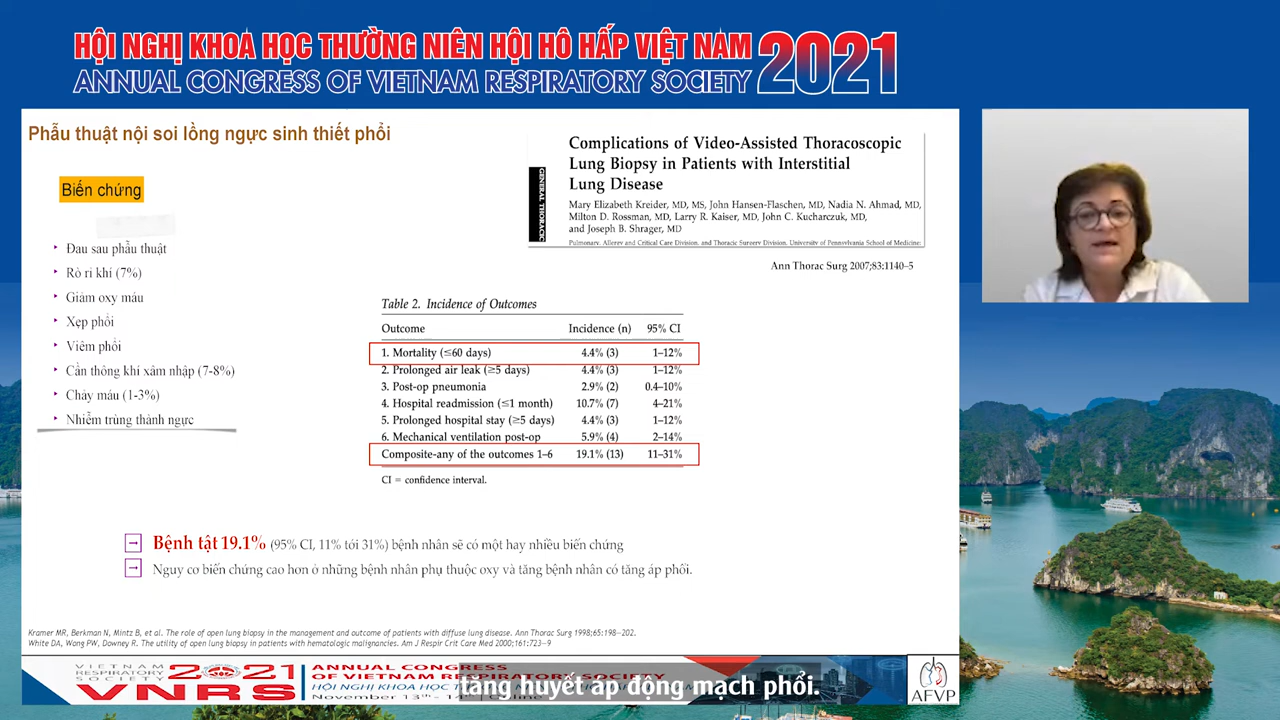 HỘI NGHỊ KHOA HỌC THƯỜNG NIÊN HỘI HÔ HẤP VIỆT NAM 2021
ANNUAL CONGRESS OF VIETNAM RESPIRATORY SOCIETY
Phẫu thuật nội soi lồng ngực sinh thiết phổi
Biến chứng
Đau sau phẫu thuật
Rò rỉ khí (7%)
Giảm oxy máu
Xẹp phổi
Viêm phổi
Cần thông khí xâm nhập (7-8%)
Chảy máu (1-3%)
Nhiễm trùng thành ngực
GENERAL THORACIC
Complications of Video-Assisted Thoracoscopic
Lung Biopsy in Patients with Interstitial
Lung Disease
Mary Elizabeth Kreider, MD, MS, John Hansen-Flaschen, MD, Nadia N. Ahmad, MD,
Milton D. Rossman, MD, Larry R. Kaiser, MD, John C. Kucharczuk, MD,
and Joseph B. Shrager, MD
Pulmonary, Allergy and Critical Care Division, and Thoracic Surgery Division, University of Pennsylvania School of Medicine;
Ann Thorac Surg 2007;83:1140–5
Table 2. Incidence of Outcomes
Outcome Incidence (n) 95% CI
1. Mortality (≤60 days) 4.4% (3) 1–12%
2. Prolonged air leak (≥5 days) 4.4% (3) 1–12%
3. Post-op pneumonia 2.9% (2) 0.4–10%
4. Hospital readmission (≤1 month) 10.7% (7) 4–21%
5. Prolonged hospital stay (≥5 days) 4.4% (3) 1–12%
6. Mechanical ventilation post-op 5.9% (4) 2–14%
Composite-any of the outcomes 1–6 19.1% (13) 11–31%
CI = confidence interval.
Bệnh tật 19.1% (95% CI, 11% tới 31%) bệnh nhân sẽ có một hay nhiều biến chứng
Nguy cơ biến chứng cao hơn ở những bệnh nhân phụ thuộc oxy và tăng bệnh nhân có tăng áp phổi.
Kramer MR, Berkman N, Mintz B, et al. The role of open lung biopsy in the management and outcome of patients with diffuse lung disease. Ann Thorac Surg 1998;65:198–202.
White DA, Wong PW, Downey R. The utility of open lung biopsy in patients with hematologic malignancies. Am J Respir Crit Care Med 2000;161:723–9
VIETNAM
RESPIRATORY
SOCIETY
2021
VNRS
ANNUAL CONGRESS
OF VIETNAM RESPIRATORY SOCIETY
HỘI NGHỊ KHOA HỌC
November 13th - 14
AFVP
tăng huyết áp động mạch phổi.